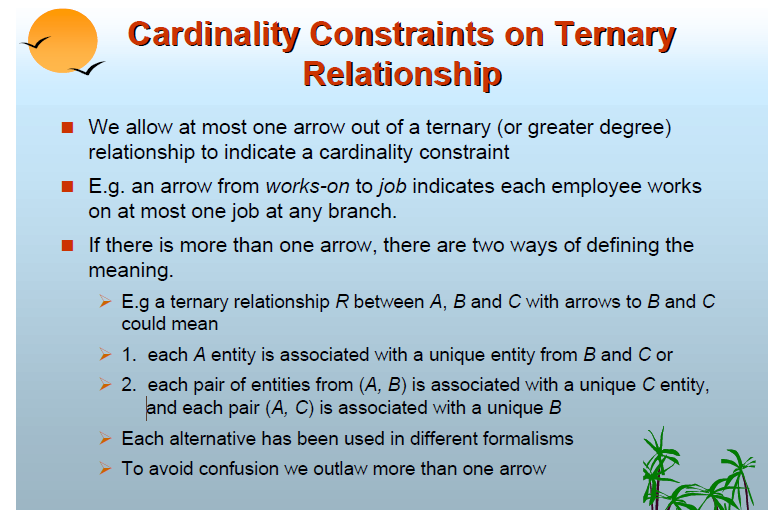 Cardinality Constraints on Ternary
Relationship
We allow at most one arrow out of a ternary (or greater degree)
relationship to indicate a cardinality constraint
E.g. an arrow from works-on to job indicates each employee works
on at most one job at any branch.
If there is more than one arrow, there are two ways of defining the
meaning.
E.g a ternary relationship R between A, B and C with arrows to B and C
could mean
1. each A entity is associated with a unique entity from B and C or
2. each pair of entities from (A, B) is associated with a unique C entity,
and each pair (A, C) is associated with a unique B
Each alternative has been used in different formalisms
To avoid confusion we outlaw more than one arrow